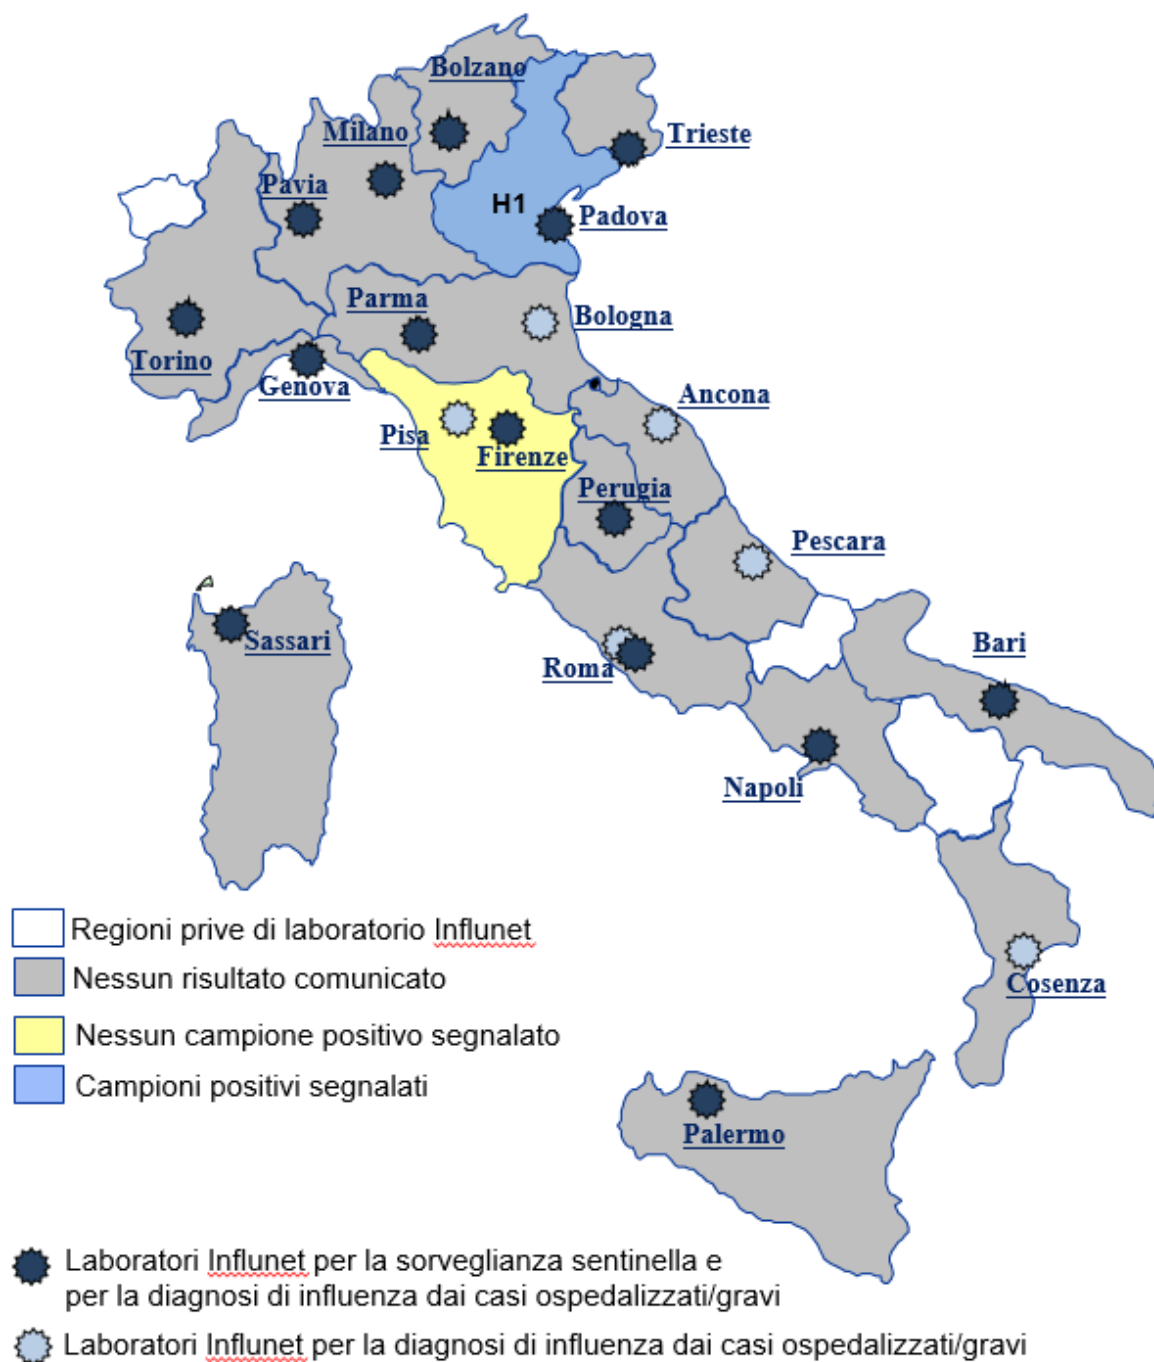 Bolzano
Milano
Trieste
Pavia
H1
Padova
Parma
Bologna
Torino
Genova
Ancona
Pisa
Firenze
Perugia
Pescara
Sassari
Roma
Bari
Napoli
Regioni prive di laboratorio Influnet
Nessun risultato comunicato
Cosenza
Nessun campione positivo segnalato
Campioni positivi segnalati
Palermo
Laboratori Influnet per la sorveglianza sentinella e
per la diagnosi di influenza dai casi ospedalizzati/gravi
Laboratori Influnet per la diagnosi di influenza dai casi ospedalizzati/gravi